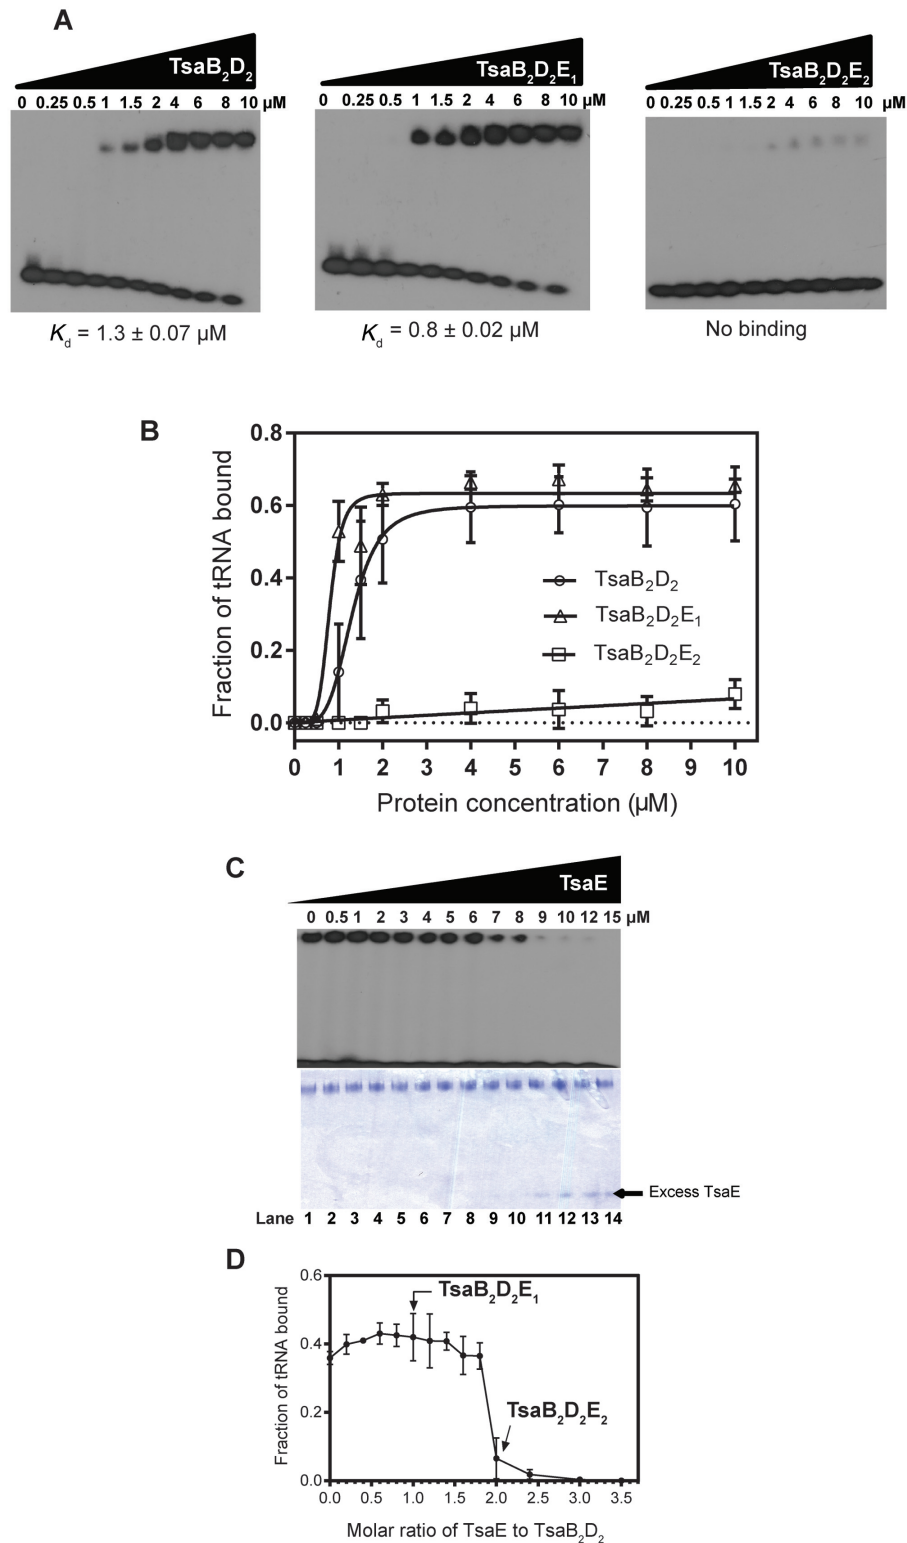 A
TsaB₂D₂
TsaB₂D₂E₁
TsaB₂D₂E₂
0 0.25 0.5 1 1.5 2 4 6 8 10 µM
0 0.25 0.5 1 1.5 2 4 6 8 10 µM
0 0.25 0.5 1 1.5 2 4 6 8 10 µM
Kd = 1.3 ± 0.07 µM
Kd = 0.8 ± 0.02 µM
No binding
B
Fraction of tRNA bound
0.8
0.6
0.4
0.2
0.0
TsaB₂D₂
TsaB₂D₂E₁
TsaB₂D₂E₂
0 1 2 3 4 5 6 7 8 9 10
Protein concentration (µM)
C
TsaE
0 0.5 1 2 3 4 5 6 7 8 9 10 12 15 µM
Excess TsaE
Lane 1 2 3 4 5 6 7 8 9 10 11 12 13 14
D
Fraction of tRNA bound
0.6
0.4
0.2
0.0
TsaB₂D₂E₁
TsaB₂D₂E₂
0.0 0.5 1.0 1.5 2.0 2.5 3.0 3.5
Molar ratio of TsaE to TsaB₂D₂